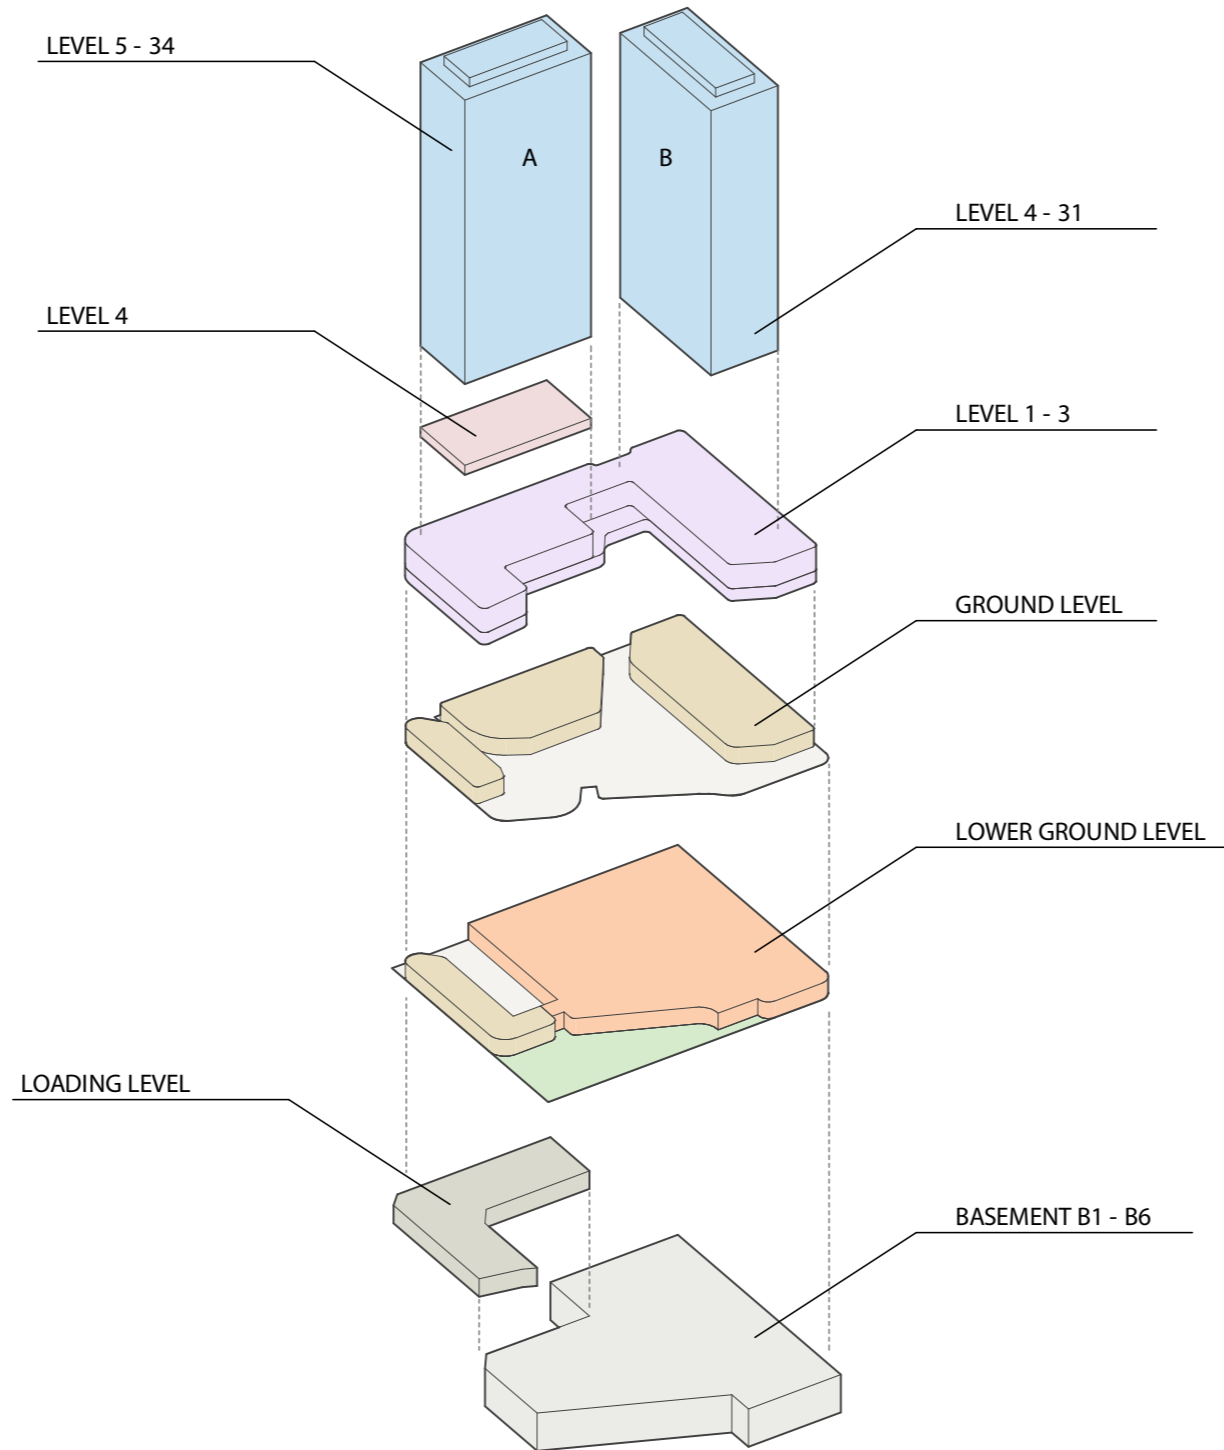 LEVEL 5 - 34
A
B
LEVEL 4 - 31
LEVEL 4
LEVEL 1 - 3
GROUND LEVEL
LOWER GROUND LEVEL
LOADING LEVEL
BASEMENT B1 - B6